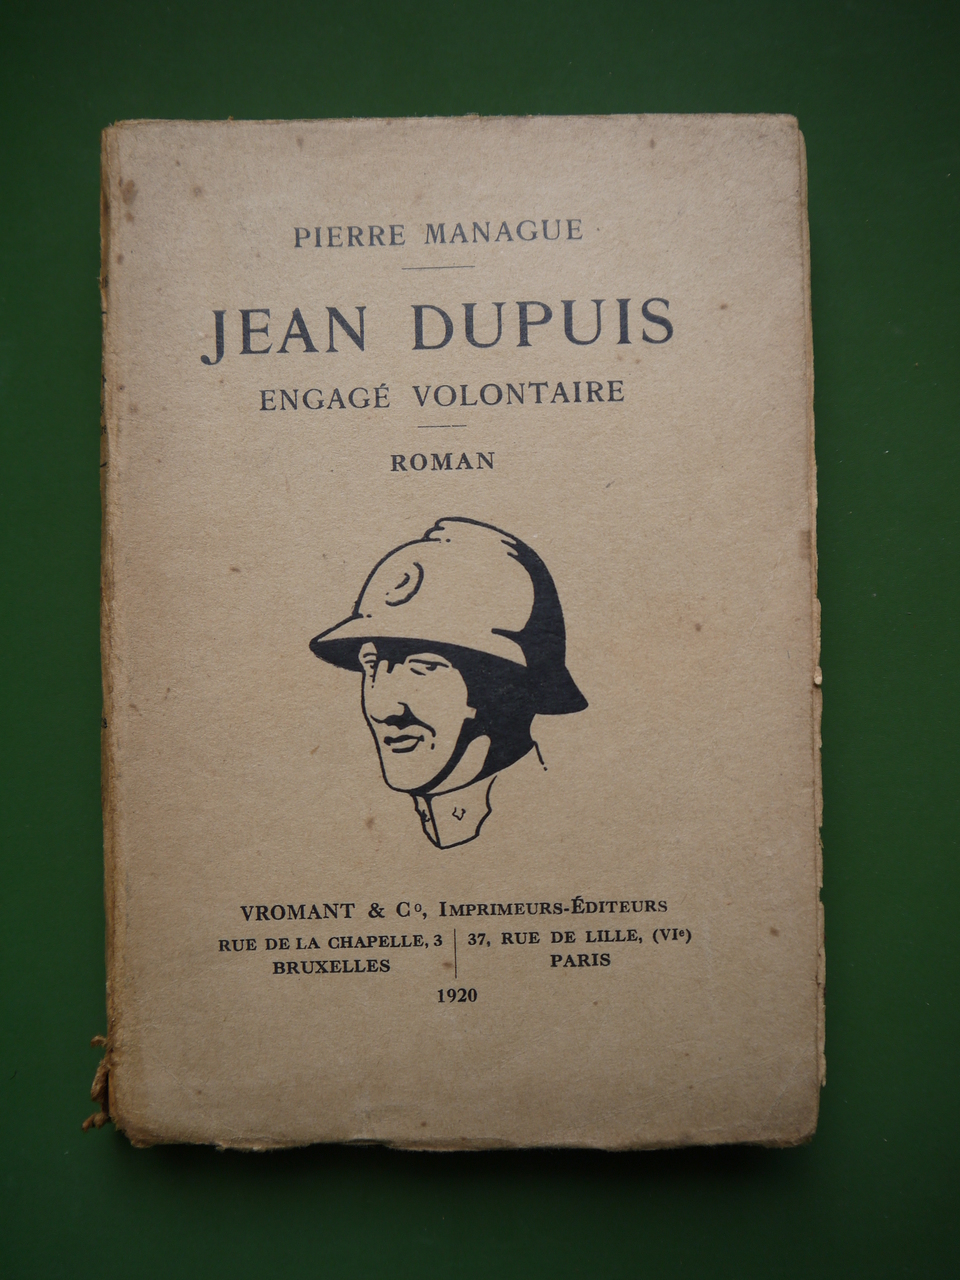 PIERRE MANAGUE
JEAN DUPUIS
ENGAGÉ VOLONTAIRE
ROMAN
VROMANT & Cº, IMPRIMEURS-ÉDITEURS
RUE DE LA CHAPELLE, 3
BRUXELLES
37, RUE DE LILLE, (VIe)
PARIS
1920